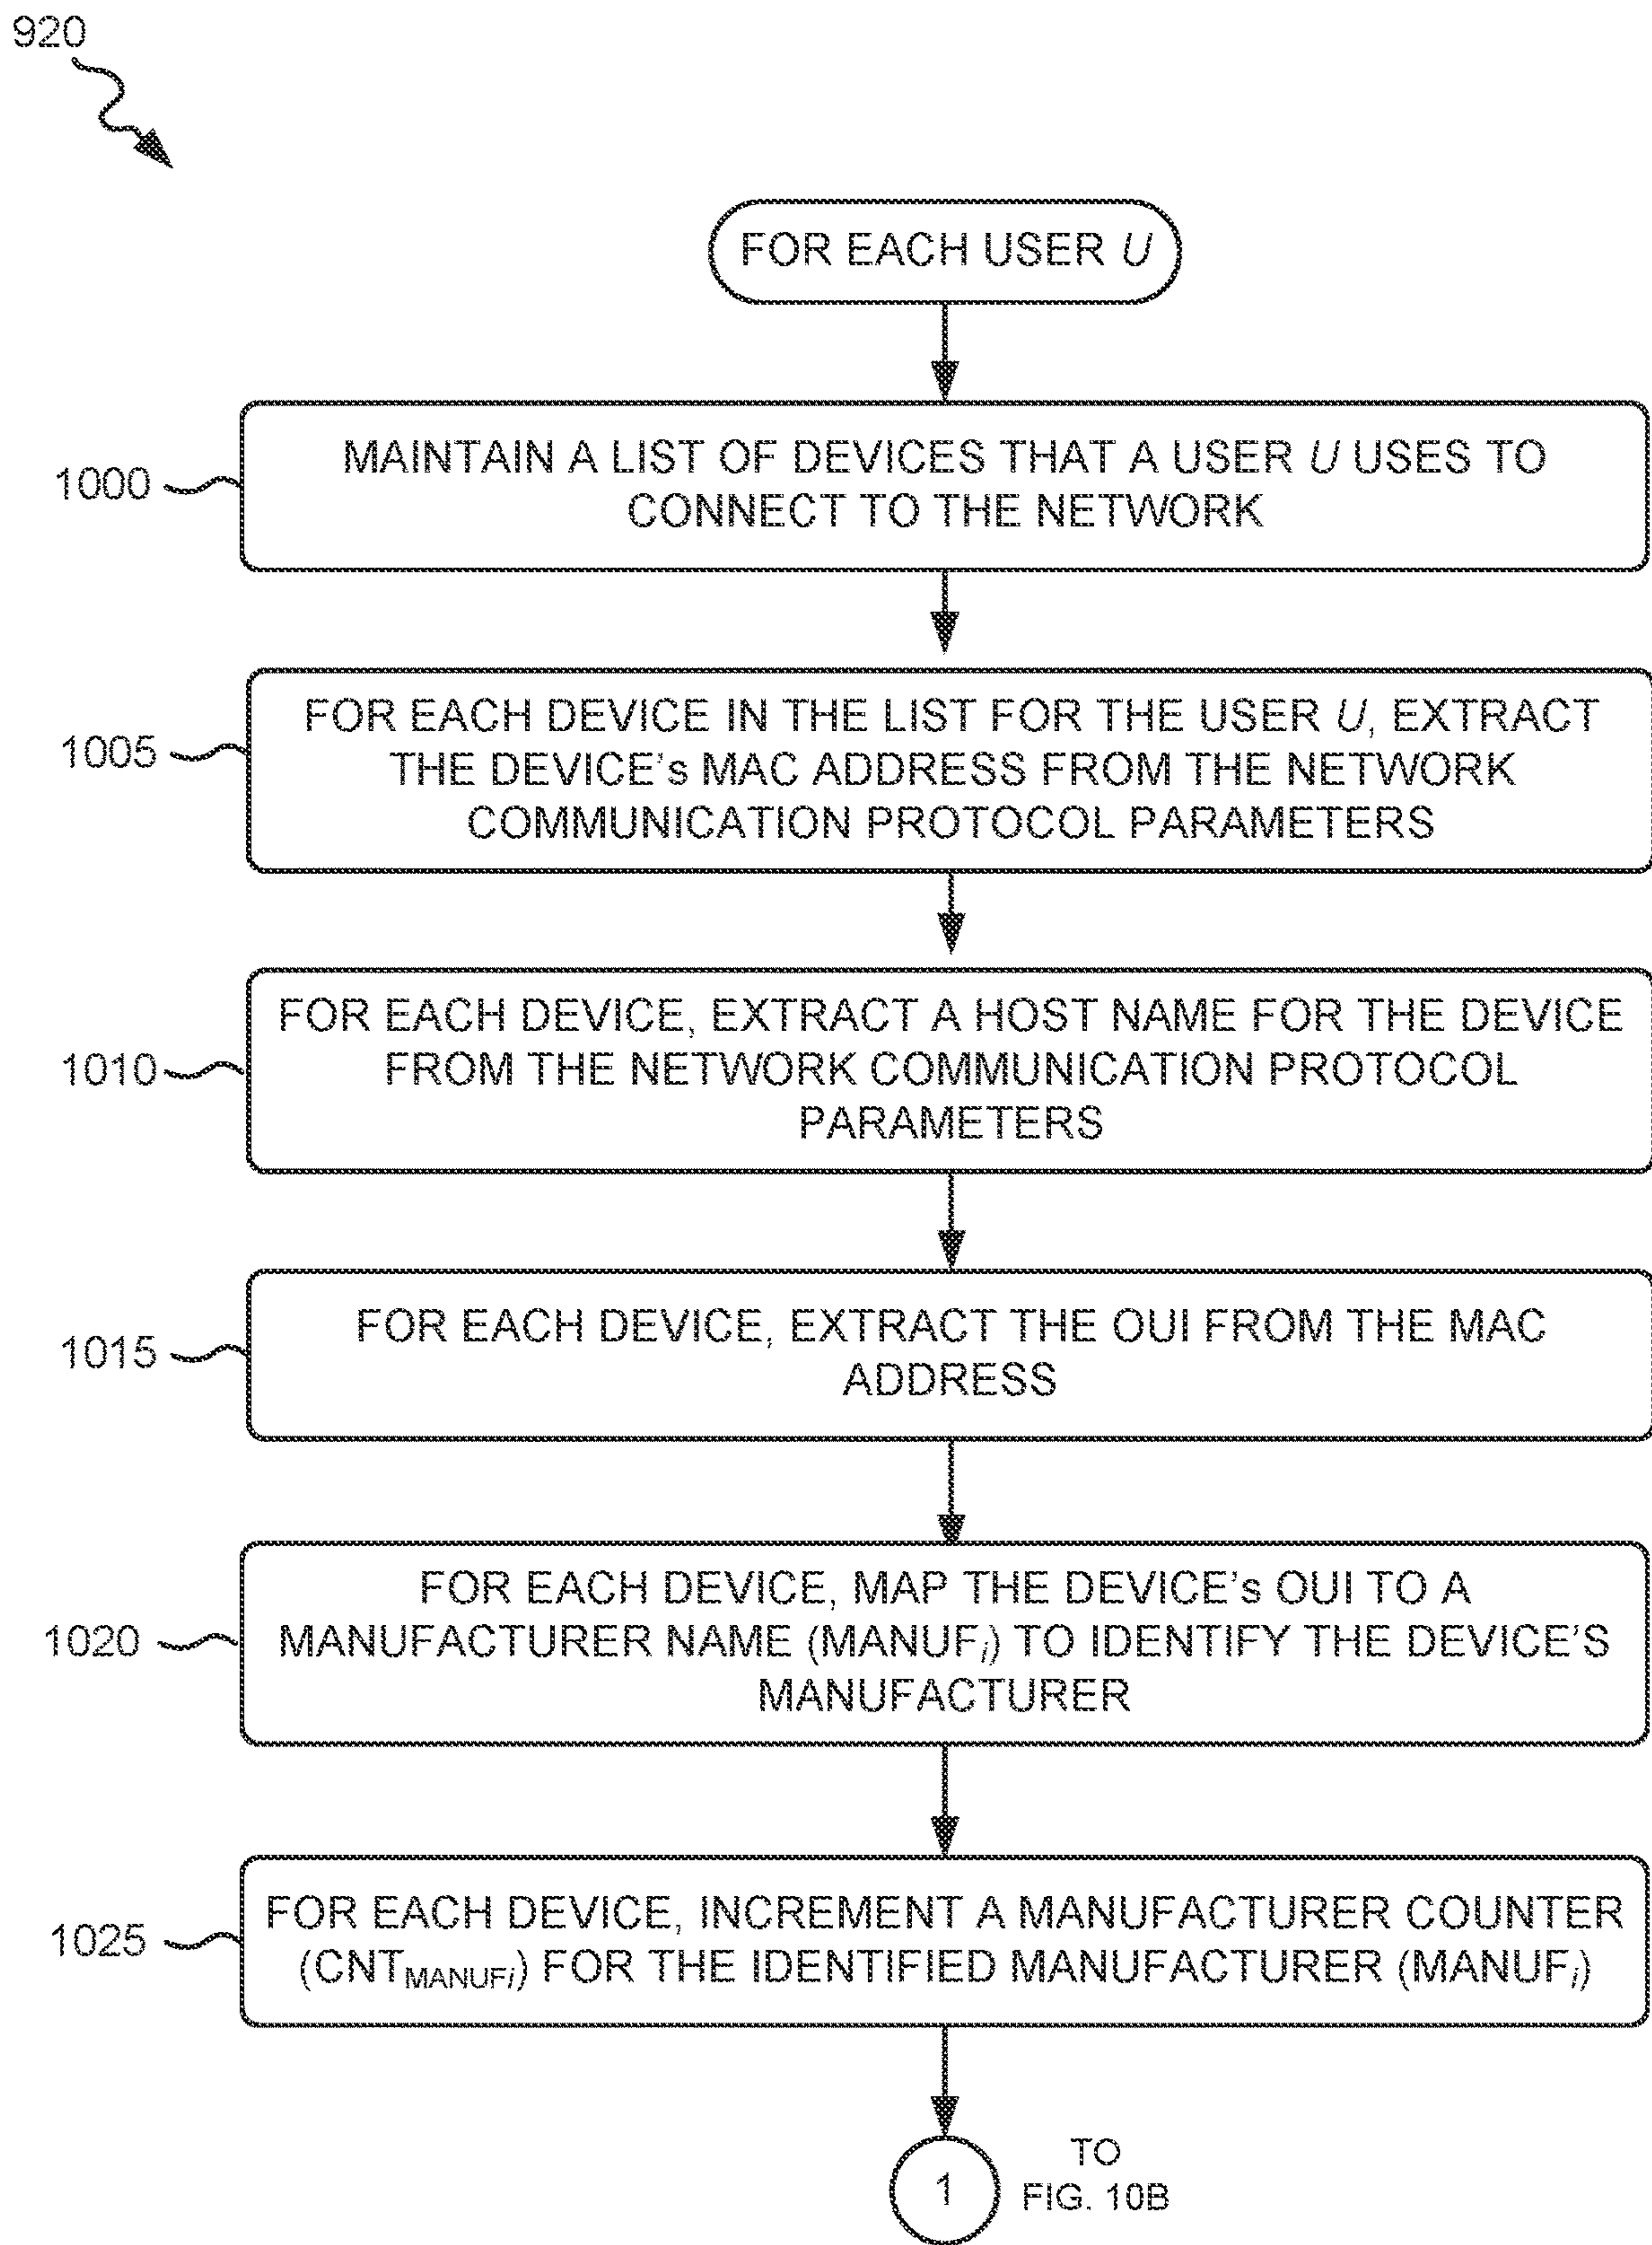 920
FOR EACH USER U
1000
MAINTAIN A LIST OF DEVICES THAT A USER U USES TO
CONNECT TO THE NETWORK
1005
FOR EACH DEVICE IN THE LIST FOR THE USER U, EXTRACT
THE DEVICE's MAC ADDRESS FROM THE NETWORK
COMMUNICATION PROTOCOL PARAMETERS
1010
FOR EACH DEVICE, EXTRACT A HOST NAME FOR THE DEVICE
FROM THE NETWORK COMMUNICATION PROTOCOL
PARAMETERS
1015
FOR EACH DEVICE, EXTRACT THE OUI FROM THE MAC
ADDRESS
1020
FOR EACH DEVICE, MAP THE DEVICE's OUI TO A
MANUFACTURER NAME (MANUFi) TO IDENTIFY THE DEVICE'S
MANUFACTURER
1025
FOR EACH DEVICE, INCREMENT A MANUFACTURER COUNTER
(CNTMANUFi) FOR THE IDENTIFIED MANUFACTURER (MANUFi)
1
TO
FIG. 10B